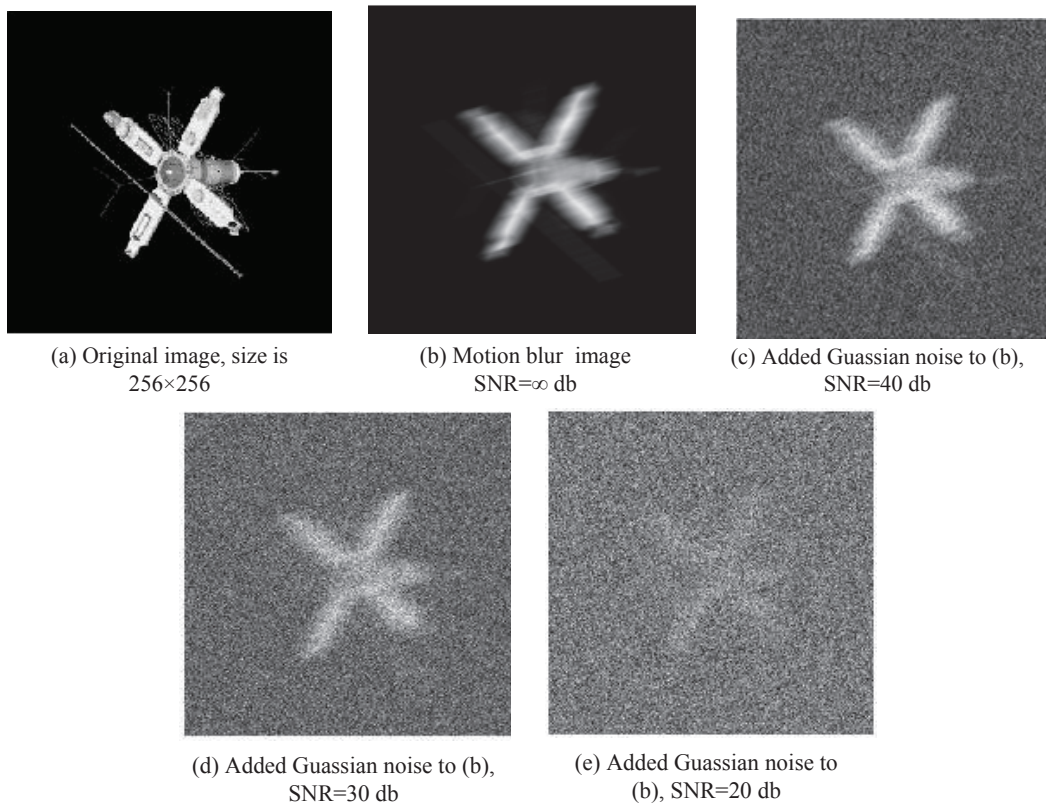 (a) Original image, size is
256×256
(b) Motion blur image
SNR=∞ db
(c) Added Guassian noise to (b),
SNR=40 db
(d) Added Guassian noise to (b),
SNR=30 db
(e) Added Guassian noise to
(b), SNR=20 db